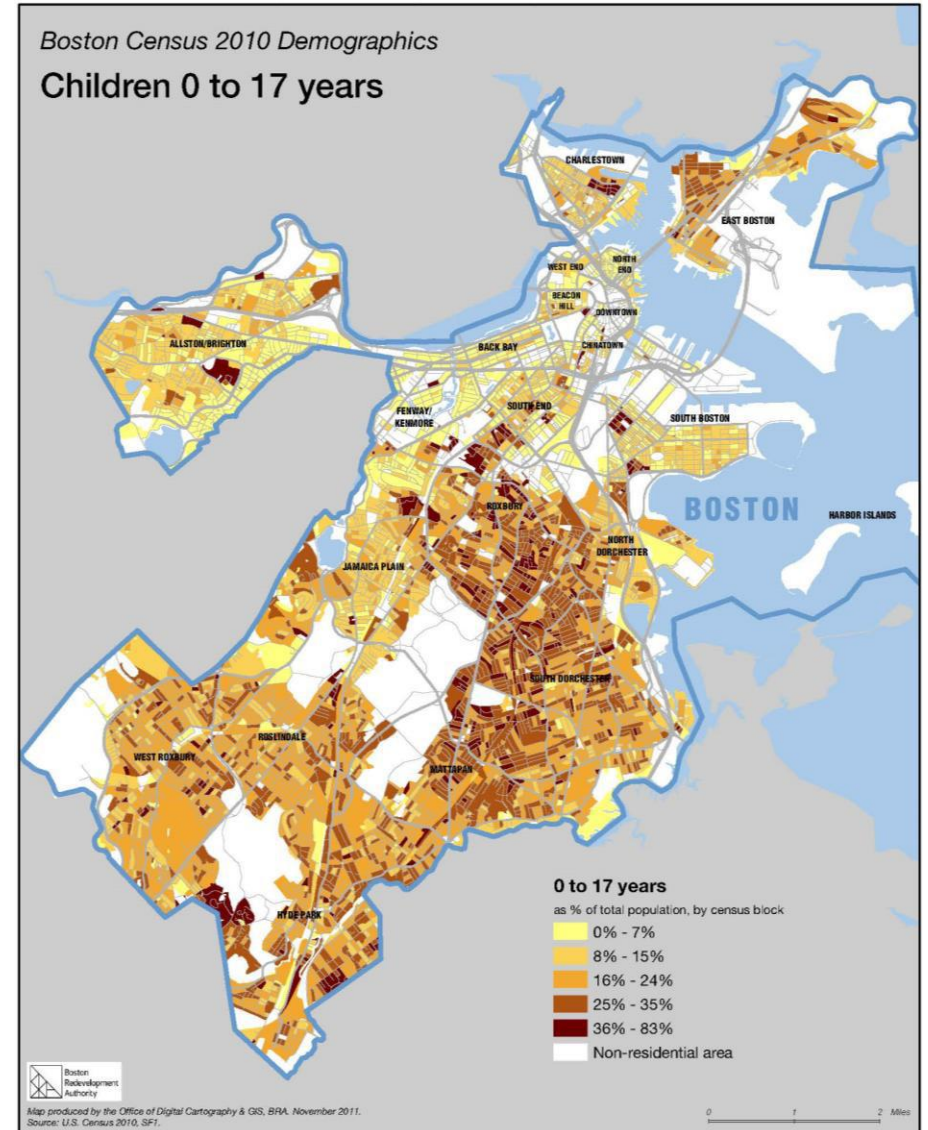 Boston Census 2010 Demographics
Children 0 to 17 years
CHARLESTOWN
EAST BOSTON
NORTH
END
WEST END
BEACON
HILL
DOWNTOWN
ALLSTON/BRIGHTON
BACK BAY
CHINATOWN
FENWAY/
KENMORE
SOUTH END
SOUTH BOSTON
BOSTON
HARBOR ISLANDS
ROXBURY
NORTH
DORCHESTER
JAMAICA PLAIN
SOUTH DORCHESTER
ROSLINDALE
WEST ROXBURY
MATTAPAN
HYDE PARK
0 to 17 years
as % of total population, by census block
0% - 7%
8% - 15%
16% - 24%
25% - 35%
36% - 83%
Non-residential area
Boston
Redevelopment
Authority
Map produced by the Office of Digital Cartography & GIS, BRA. November 2011.
Source: U.S. Census 2010, SF1.
0 1 2 Miles